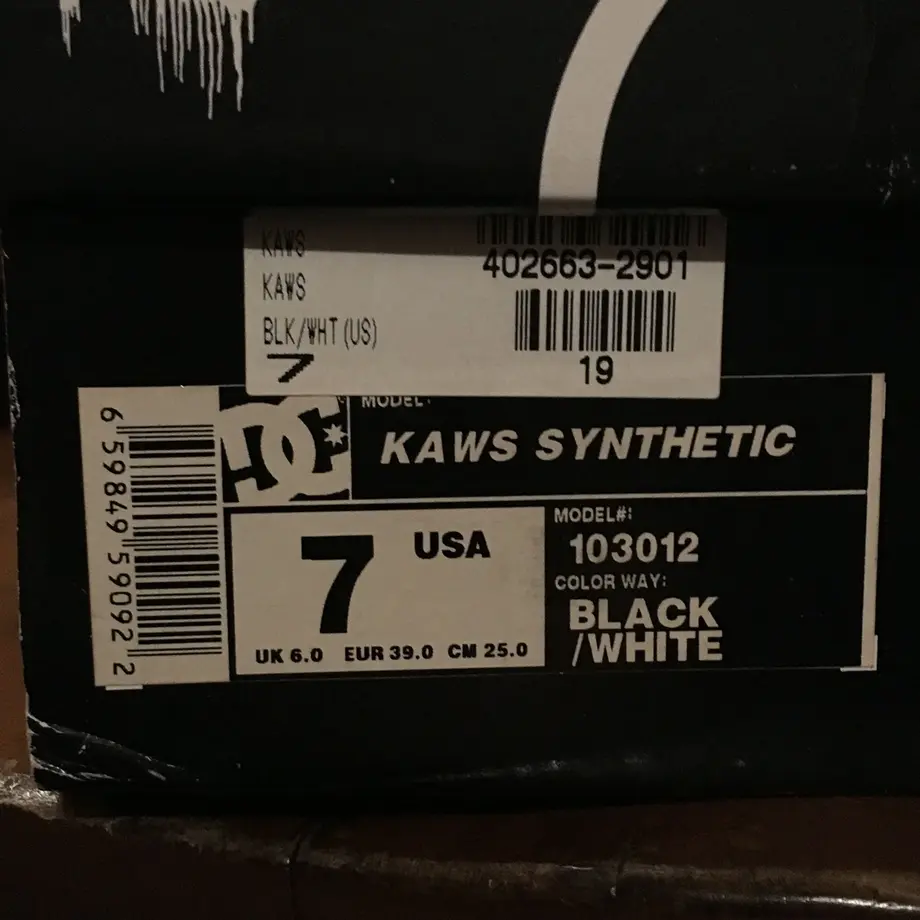 KAWS
KAWS
BLK/WHT (US)
7
402663-2901
19
MODEL:
KAWS SYNTHETIC
6 59849 59092 2
DC
7 USA
UK 6.0 EUR 39.0 CM 25.0
MODEL#:
103012
COLOR WAY:
BLACK
/WHITE